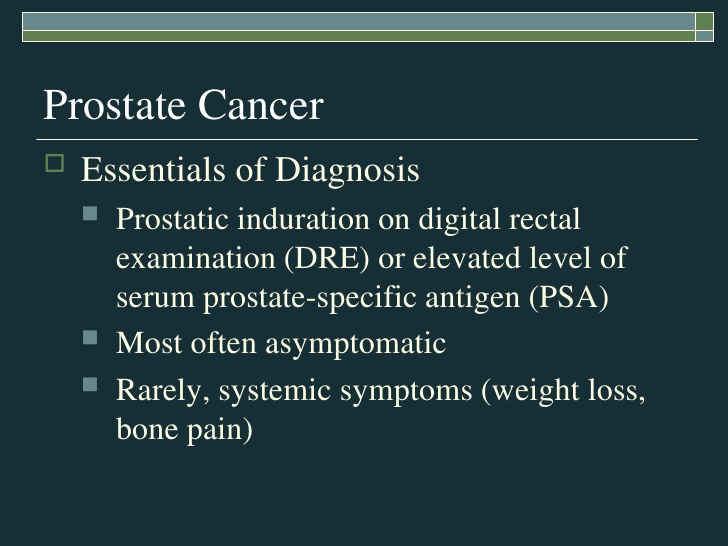 Prostate Cancer
Essentials of Diagnosis
Prostatic induration on digital rectal
examination (DRE) or elevated level of
serum prostate-specific antigen (PSA)
Most often asymptomatic
Rarely, systemic symptoms (weight loss,
bone pain)